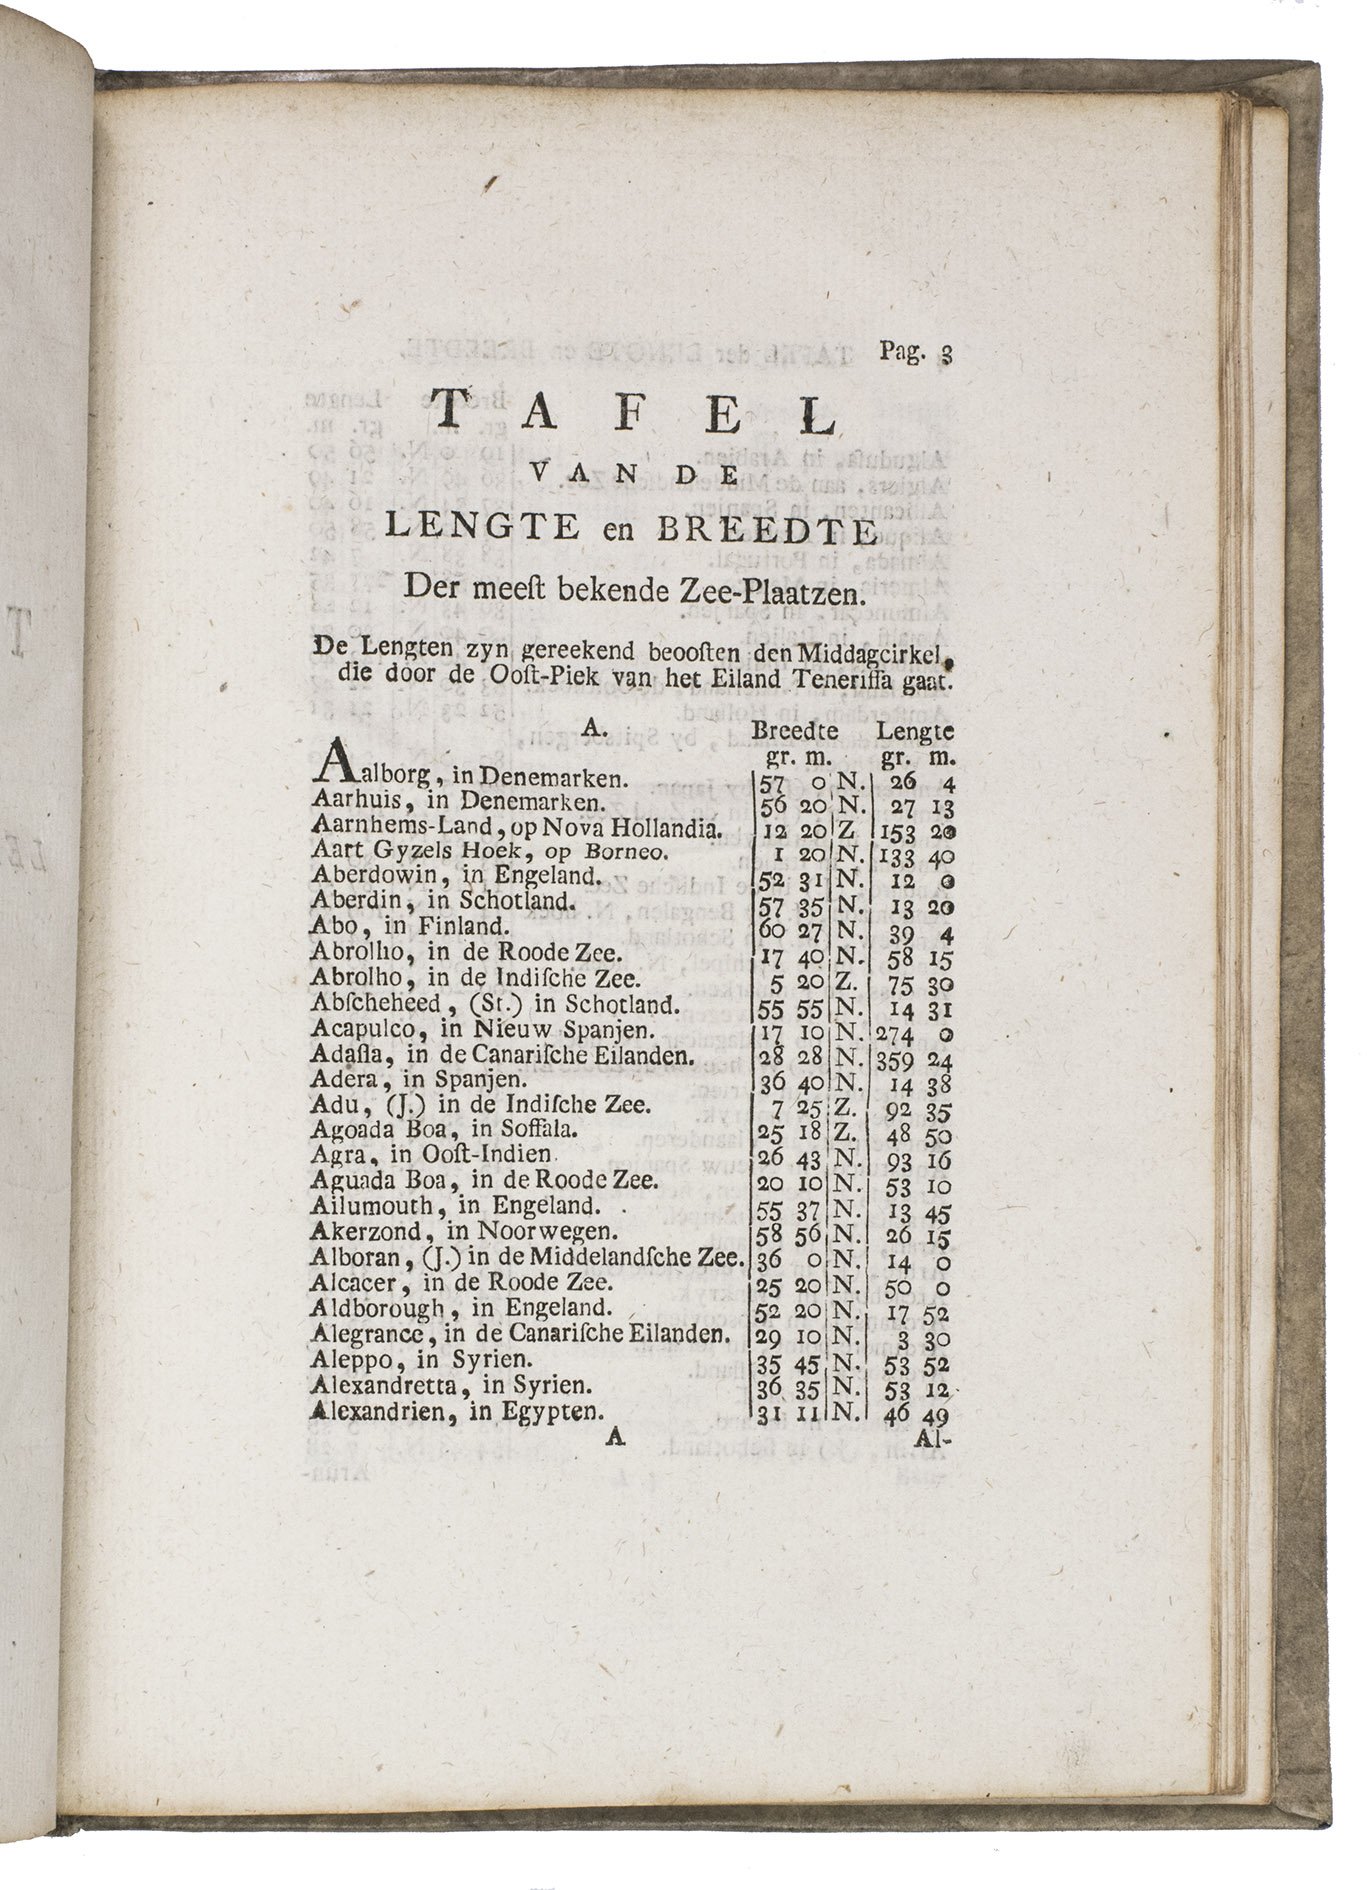 Pag. 3
TAFEL
VAN DE
LENGTE en BREEDTE
Der meeſt bekende Zee-Plaatzen.
De Lengten zyn gereekend beooſten den Middagcirkel,
die door de Ooſt-Piek van het Eiland Teneriffa gaat.
A. Breedte Lengte
gr. m. gr. m.
Aalborg, in Denemarken. 57 0 N. 26 4
Aarhuis, in Denemarken. 56 20 N. 27 13
Aarnhems-Land, op Nova Hollandia. 12 20 Z 153 20
Aart Gyzels Hoek, op Borneo. 1 20 N. 133 40
Aberdowin, in Engeland. 52 31 N. 12 0
Aberdin, in Schotland. 57 35 N. 13 20
Abo, in Finland. 60 27 N. 39 4
Abrolho, in de Roode Zee. 17 40 N. 58 15
Abrolho, in de Indiſche Zee. 5 20 Z. 75 30
Abſcheheed, (St.) in Schotland. 55 55 N. 14 31
Acapulco, in Nieuw Spanjen. 17 10 N. 274 0
Adaſia, in de Canariſche Eilanden. 28 28 N. 359 24
Adera, in Spanjen. 36 40 N. 14 38
Adu, (J.) in de Indiſche Zee. 7 25 Z. 92 35
Agoada Boa, in Soffala. 25 18 Z. 48 50
Agra, in Ooſt-Indien. 26 43 N. 93 16
Aguada Boa, in de Roode Zee. 20 10 N. 53 10
Ailumouth, in Engeland. 55 37 N. 13 45
Akerzond, in Noorwegen. 58 56 N. 26 15
Alboran, (J.) in de Middelandſche Zee. 36 0 N. 14 0
Alcacer, in de Roode Zee. 25 20 N. 50 0
Aldborough, in Engeland. 52 20 N. 17 52
Alegrance, in de Canariſche Eilanden. 29 10 N. 3 30
Aleppo, in Syrien. 35 45 N. 53 52
Alexandretta, in Syrien. 36 35 N. 53 12
Alexandrien, in Egypten. 31 11 N. 46 49
A Al-